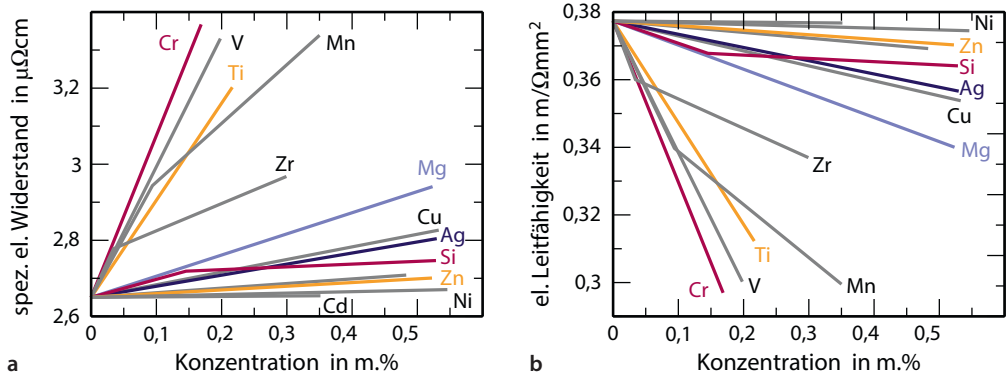 spez. el. Widerstand in µΩcm
3,2
3
2,8
2,6
Cr
V
Mn
Ti
Zr
Mg
Cu
Ag
Si
Zn
Cd
Ni
0
0,1
0,2
0,3
0,4
0,5
Konzentration in m.%
a
el. Leitfähigkeit in m/Ωmm²
0,38
0,36
0,34
0,32
0,3
Ni
Zn
Si
Ag
Cu
Mg
Zr
Ti
Cr
V
Mn
0
0,1
0,2
0,3
0,4
0,5
Konzentration in m.%
b